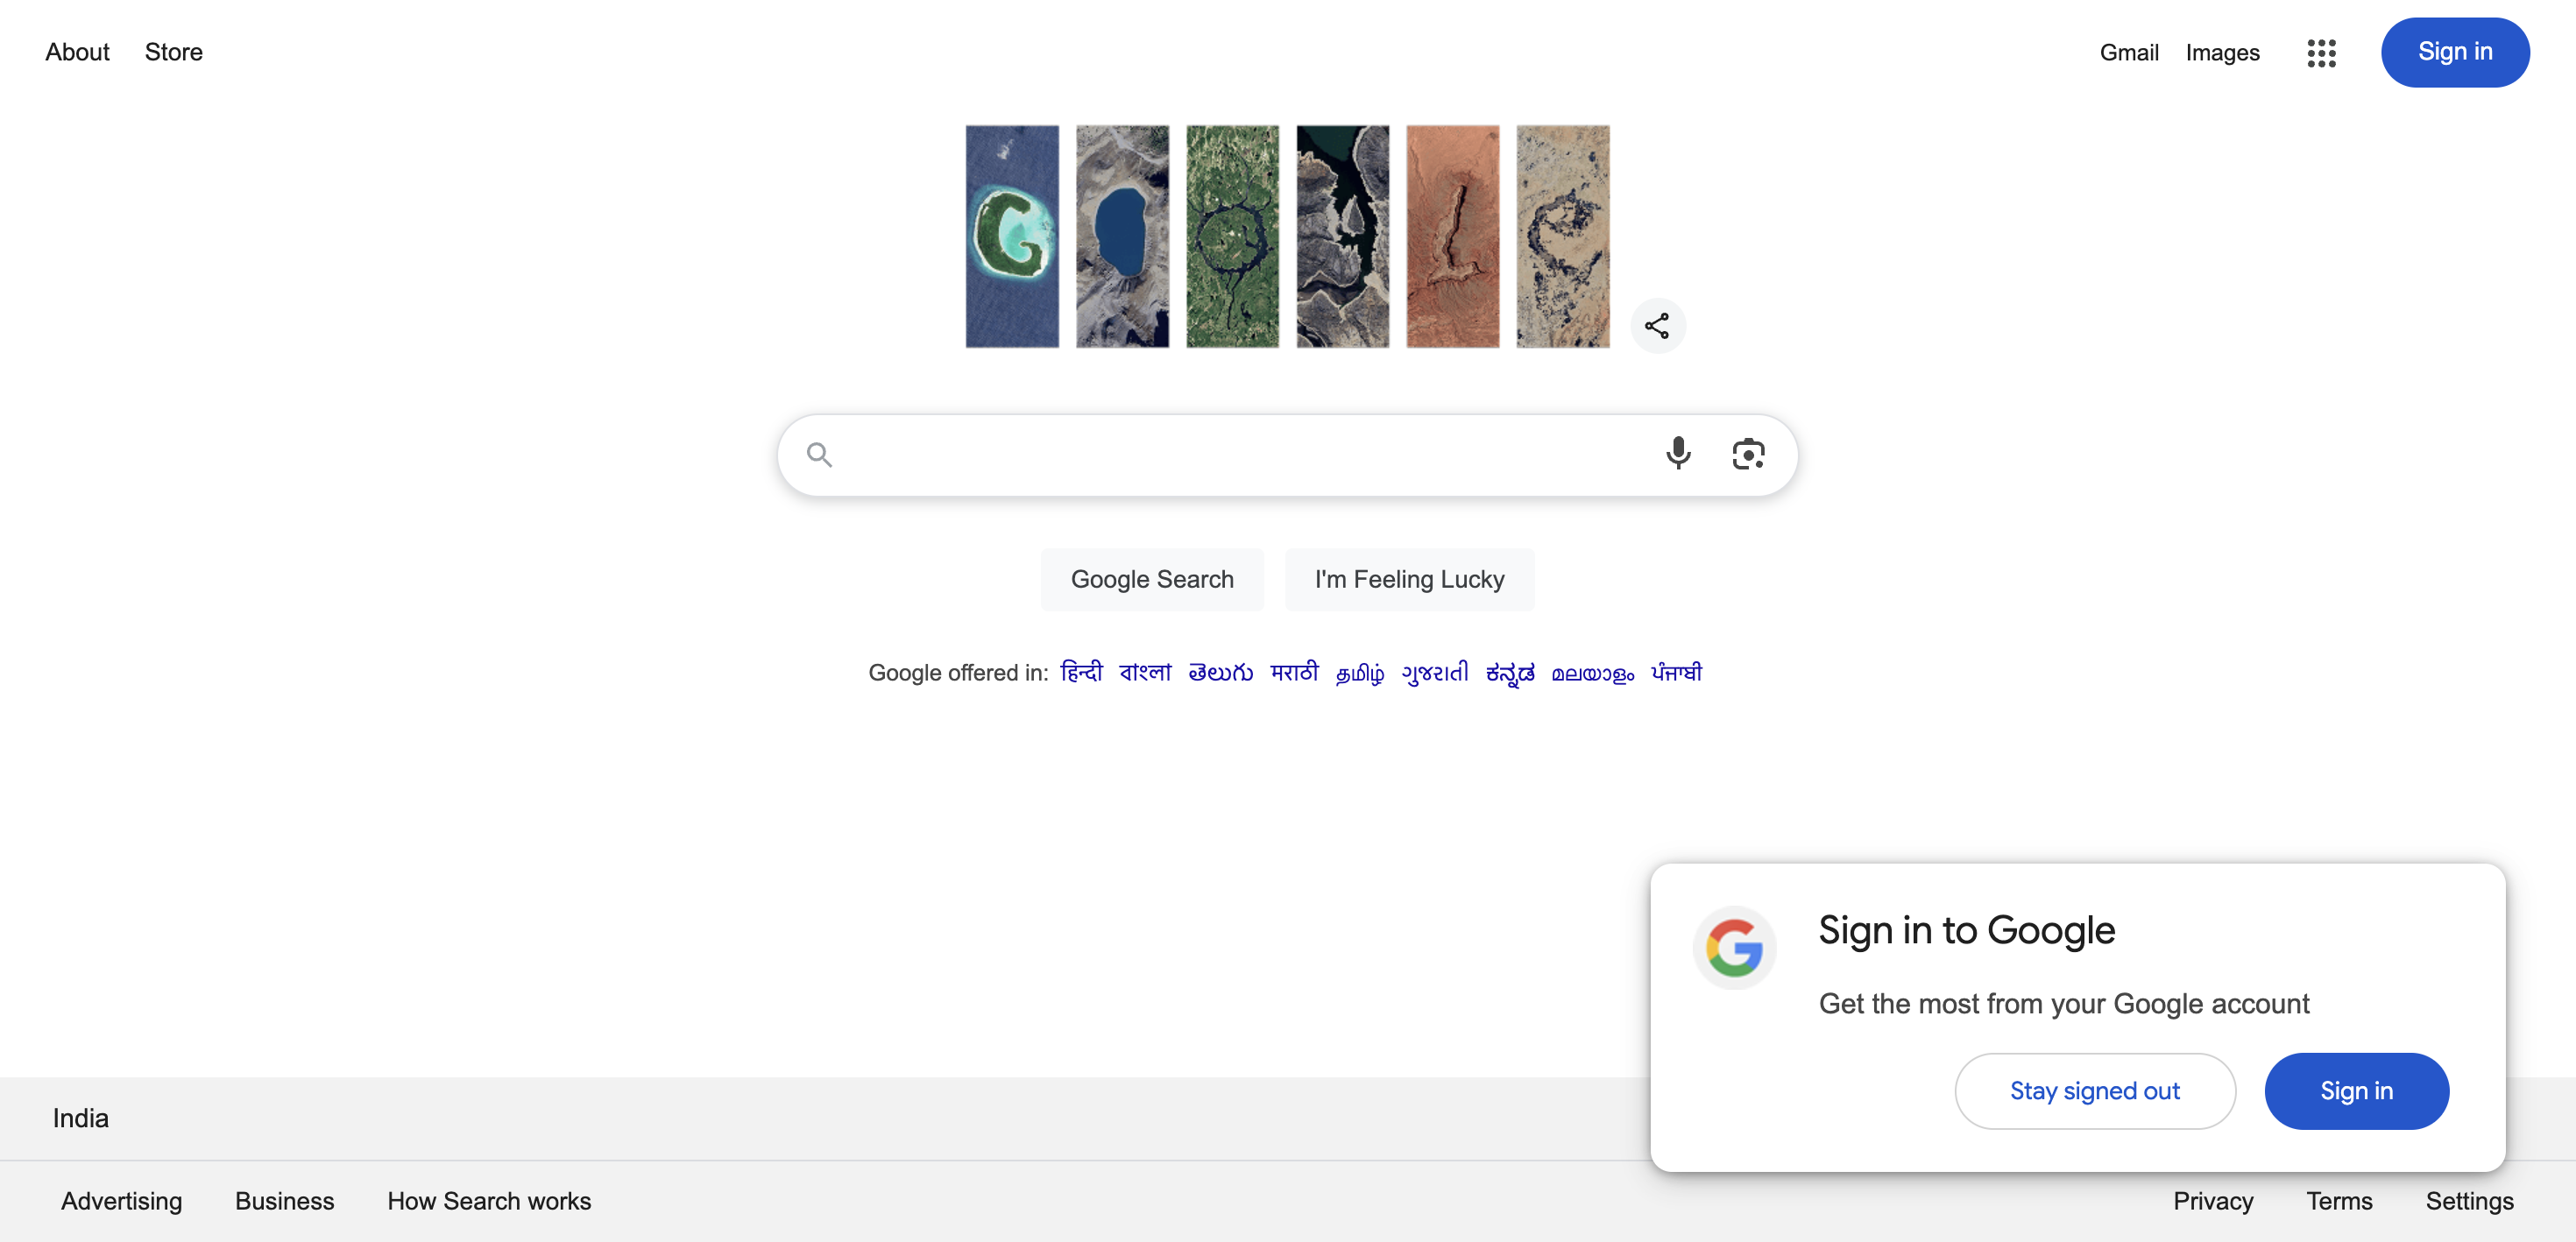 About Store
Gmail Images Sign in
Google
Google Search I'm Feeling Lucky
Google offered in: हिन्दी বাংলা తెలుగు मराठी தமிழ் ગુજરાતી ಕನ್ನಡ മലയാളം ਪੰਜਾਬੀ
Sign in to Google
Get the most from your Google account
Stay signed out Sign in
India
Advertising Business How Search works
Privacy Terms Settings